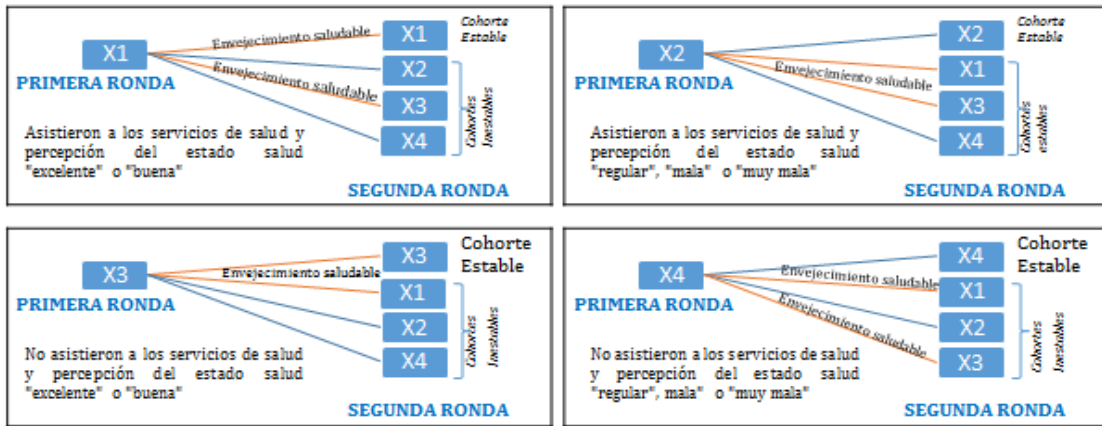 X1
PRIMERA RONDA
Envejecimiento saludable
Envejecimiento saludable
X1
X2
X3
X4
Cohorte
Estable
Cohortes
Inestables
Asistieron a los servicios de salud y
percepción del estado salud
"excelente" o "buena"
SEGUNDA RONDA
X2
PRIMERA RONDA
Envejecimiento saludable
X2
X1
X3
X4
Cohorte
Estable
Cohortes
estables
Asistieron a los servicios de salud y
percepción del estado salud
"regular", "mala" o "muy mala"
SEGUNDA RONDA
X3
PRIMERA RONDA
Envejecimiento saludable
X3
X1
X2
X4
Cohorte
Estable
Cohortes
Inestables
No asistieron a los servicios de salud
y percepción del estado salud
"excelente" o "buena"
SEGUNDA RONDA
X4
PRIMERA RONDA
Envejecimiento saludable
Envejecimiento saludable
X4
X1
X2
X3
Cohorte
Estable
Cohortes
Inestables
No asistieron a los servicios de salud
y percepción del estado salud
"regular", mala" o "muy mala"
SEGUNDA RONDA